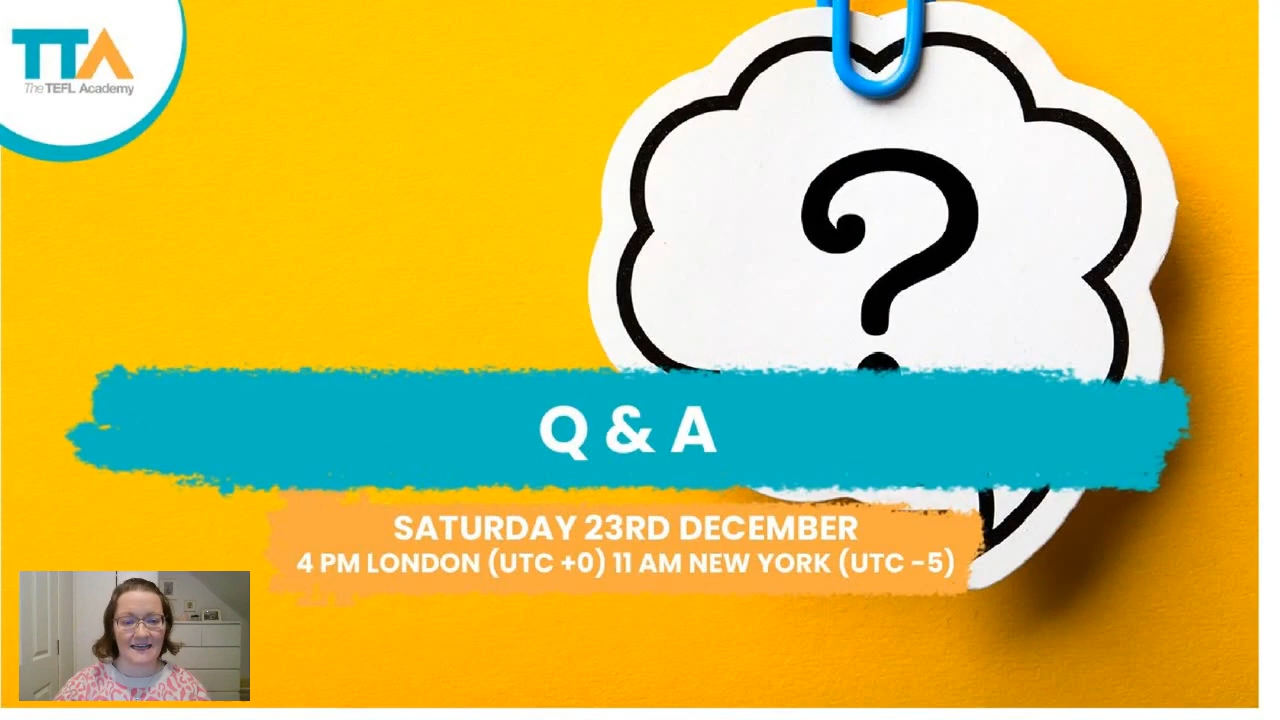 TTA
The TEFL Academy
?
Q & A
SATURDAY 23RD DECEMBER
4 PM LONDON (UTC +0) 11 AM NEW YORK (UTC -5)